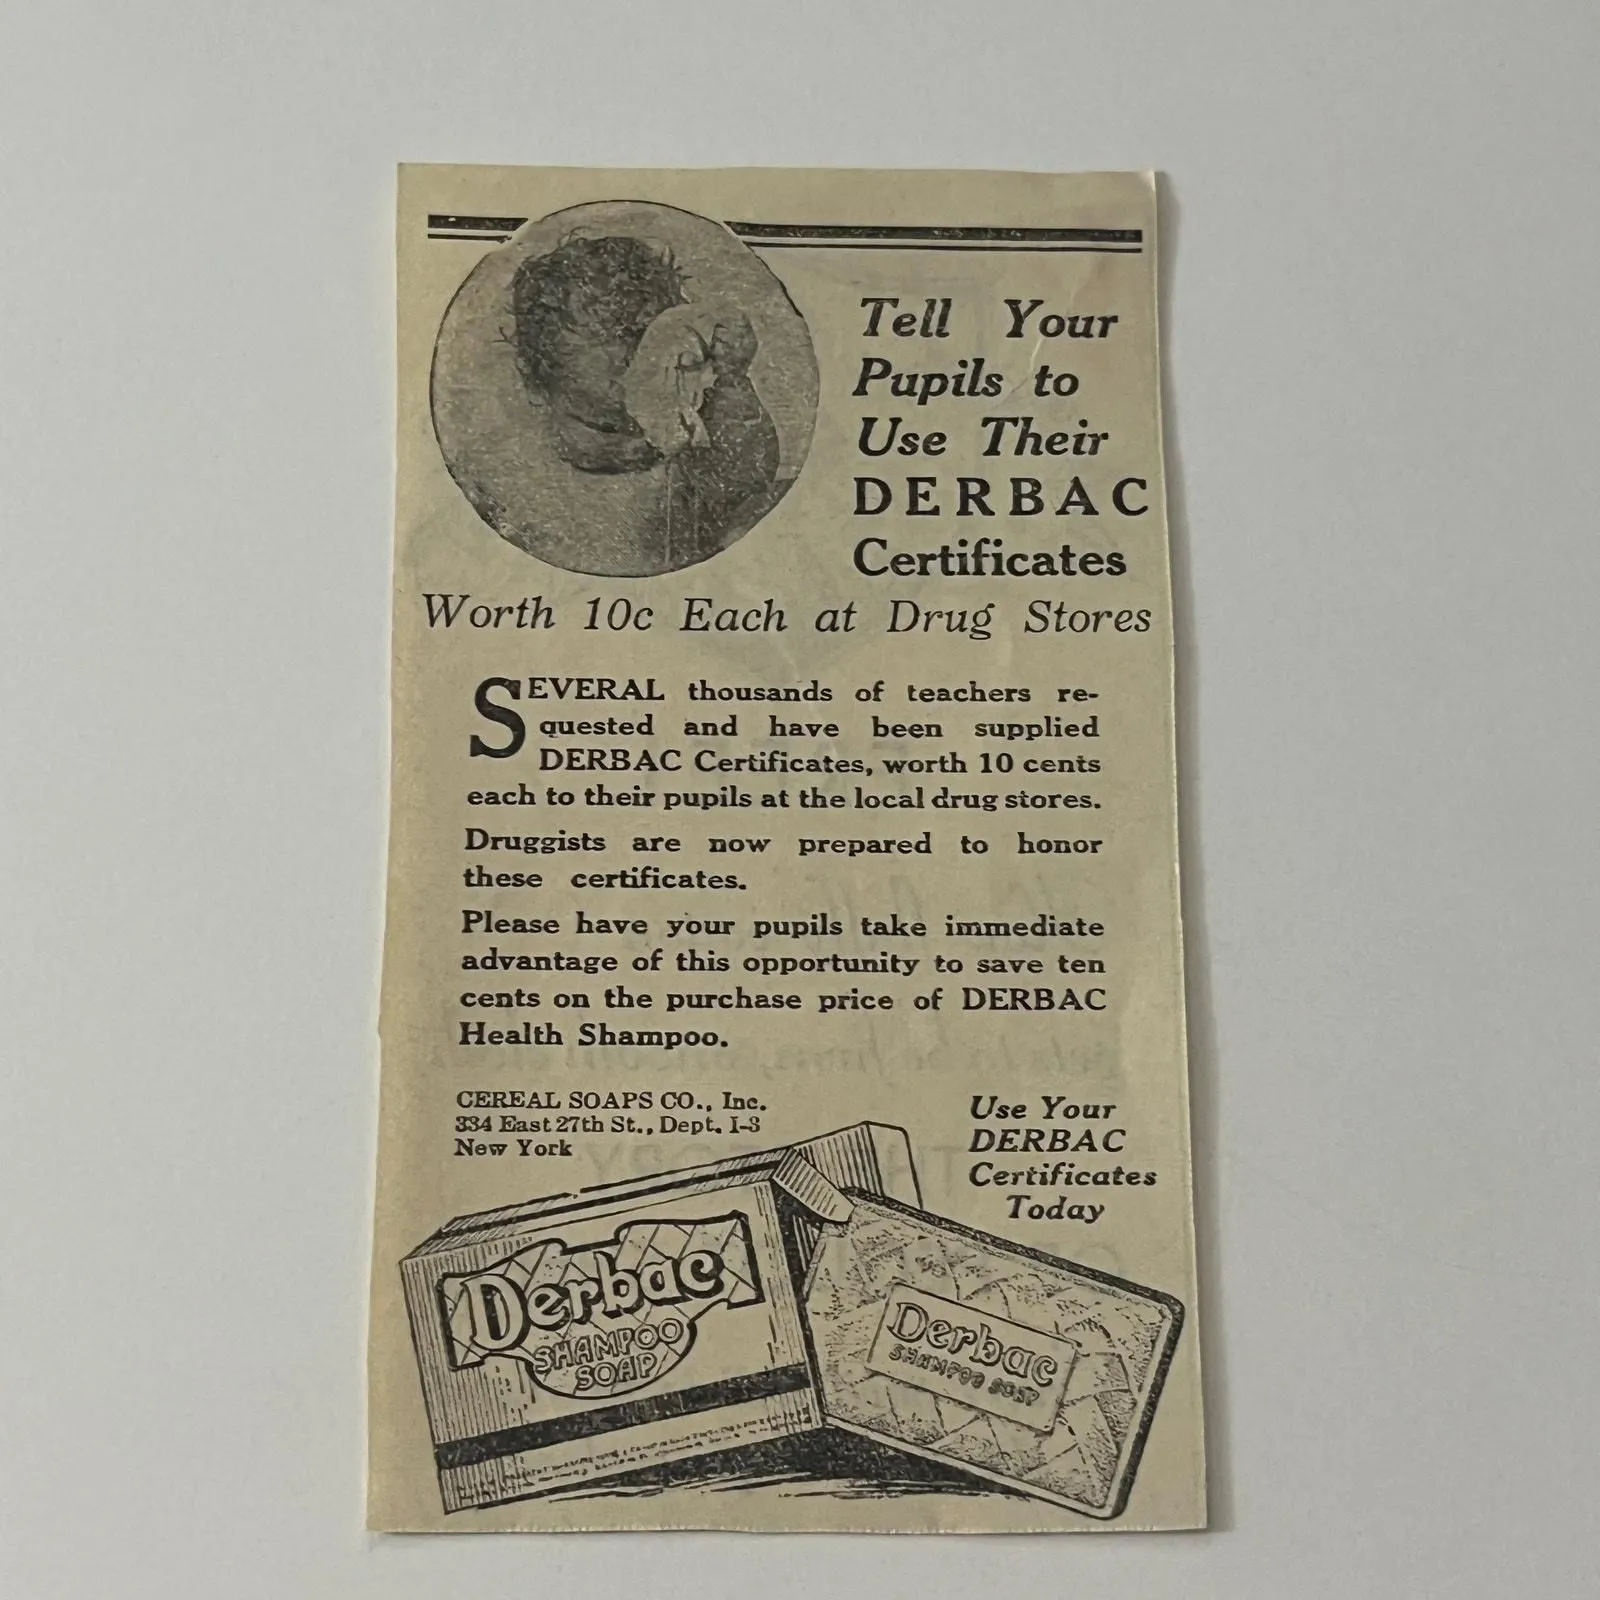 Tell Your
Pupils to
Use Their
DERBAC
Certificates
Worth 10c Each at Drug Stores
SEVERAL thousands of teachers re-
quested and have been supplied
DERBAC Certificates, worth 10 cents
each to their pupils at the local drug stores.
Druggists are now prepared to honor
these certificates.
Please have your pupils take immediate
advantage of this opportunity to save ten
cents on the purchase price of DERBAC
Health Shampoo.
CEREAL SOAPS CO., Inc.
334 East 27th St., Dept. I-3
New York
Use Your
DERBAC
Certificates
Today
Derbac
SHAMPOO
SOAP
Derbac
SHAMPOO SOAP